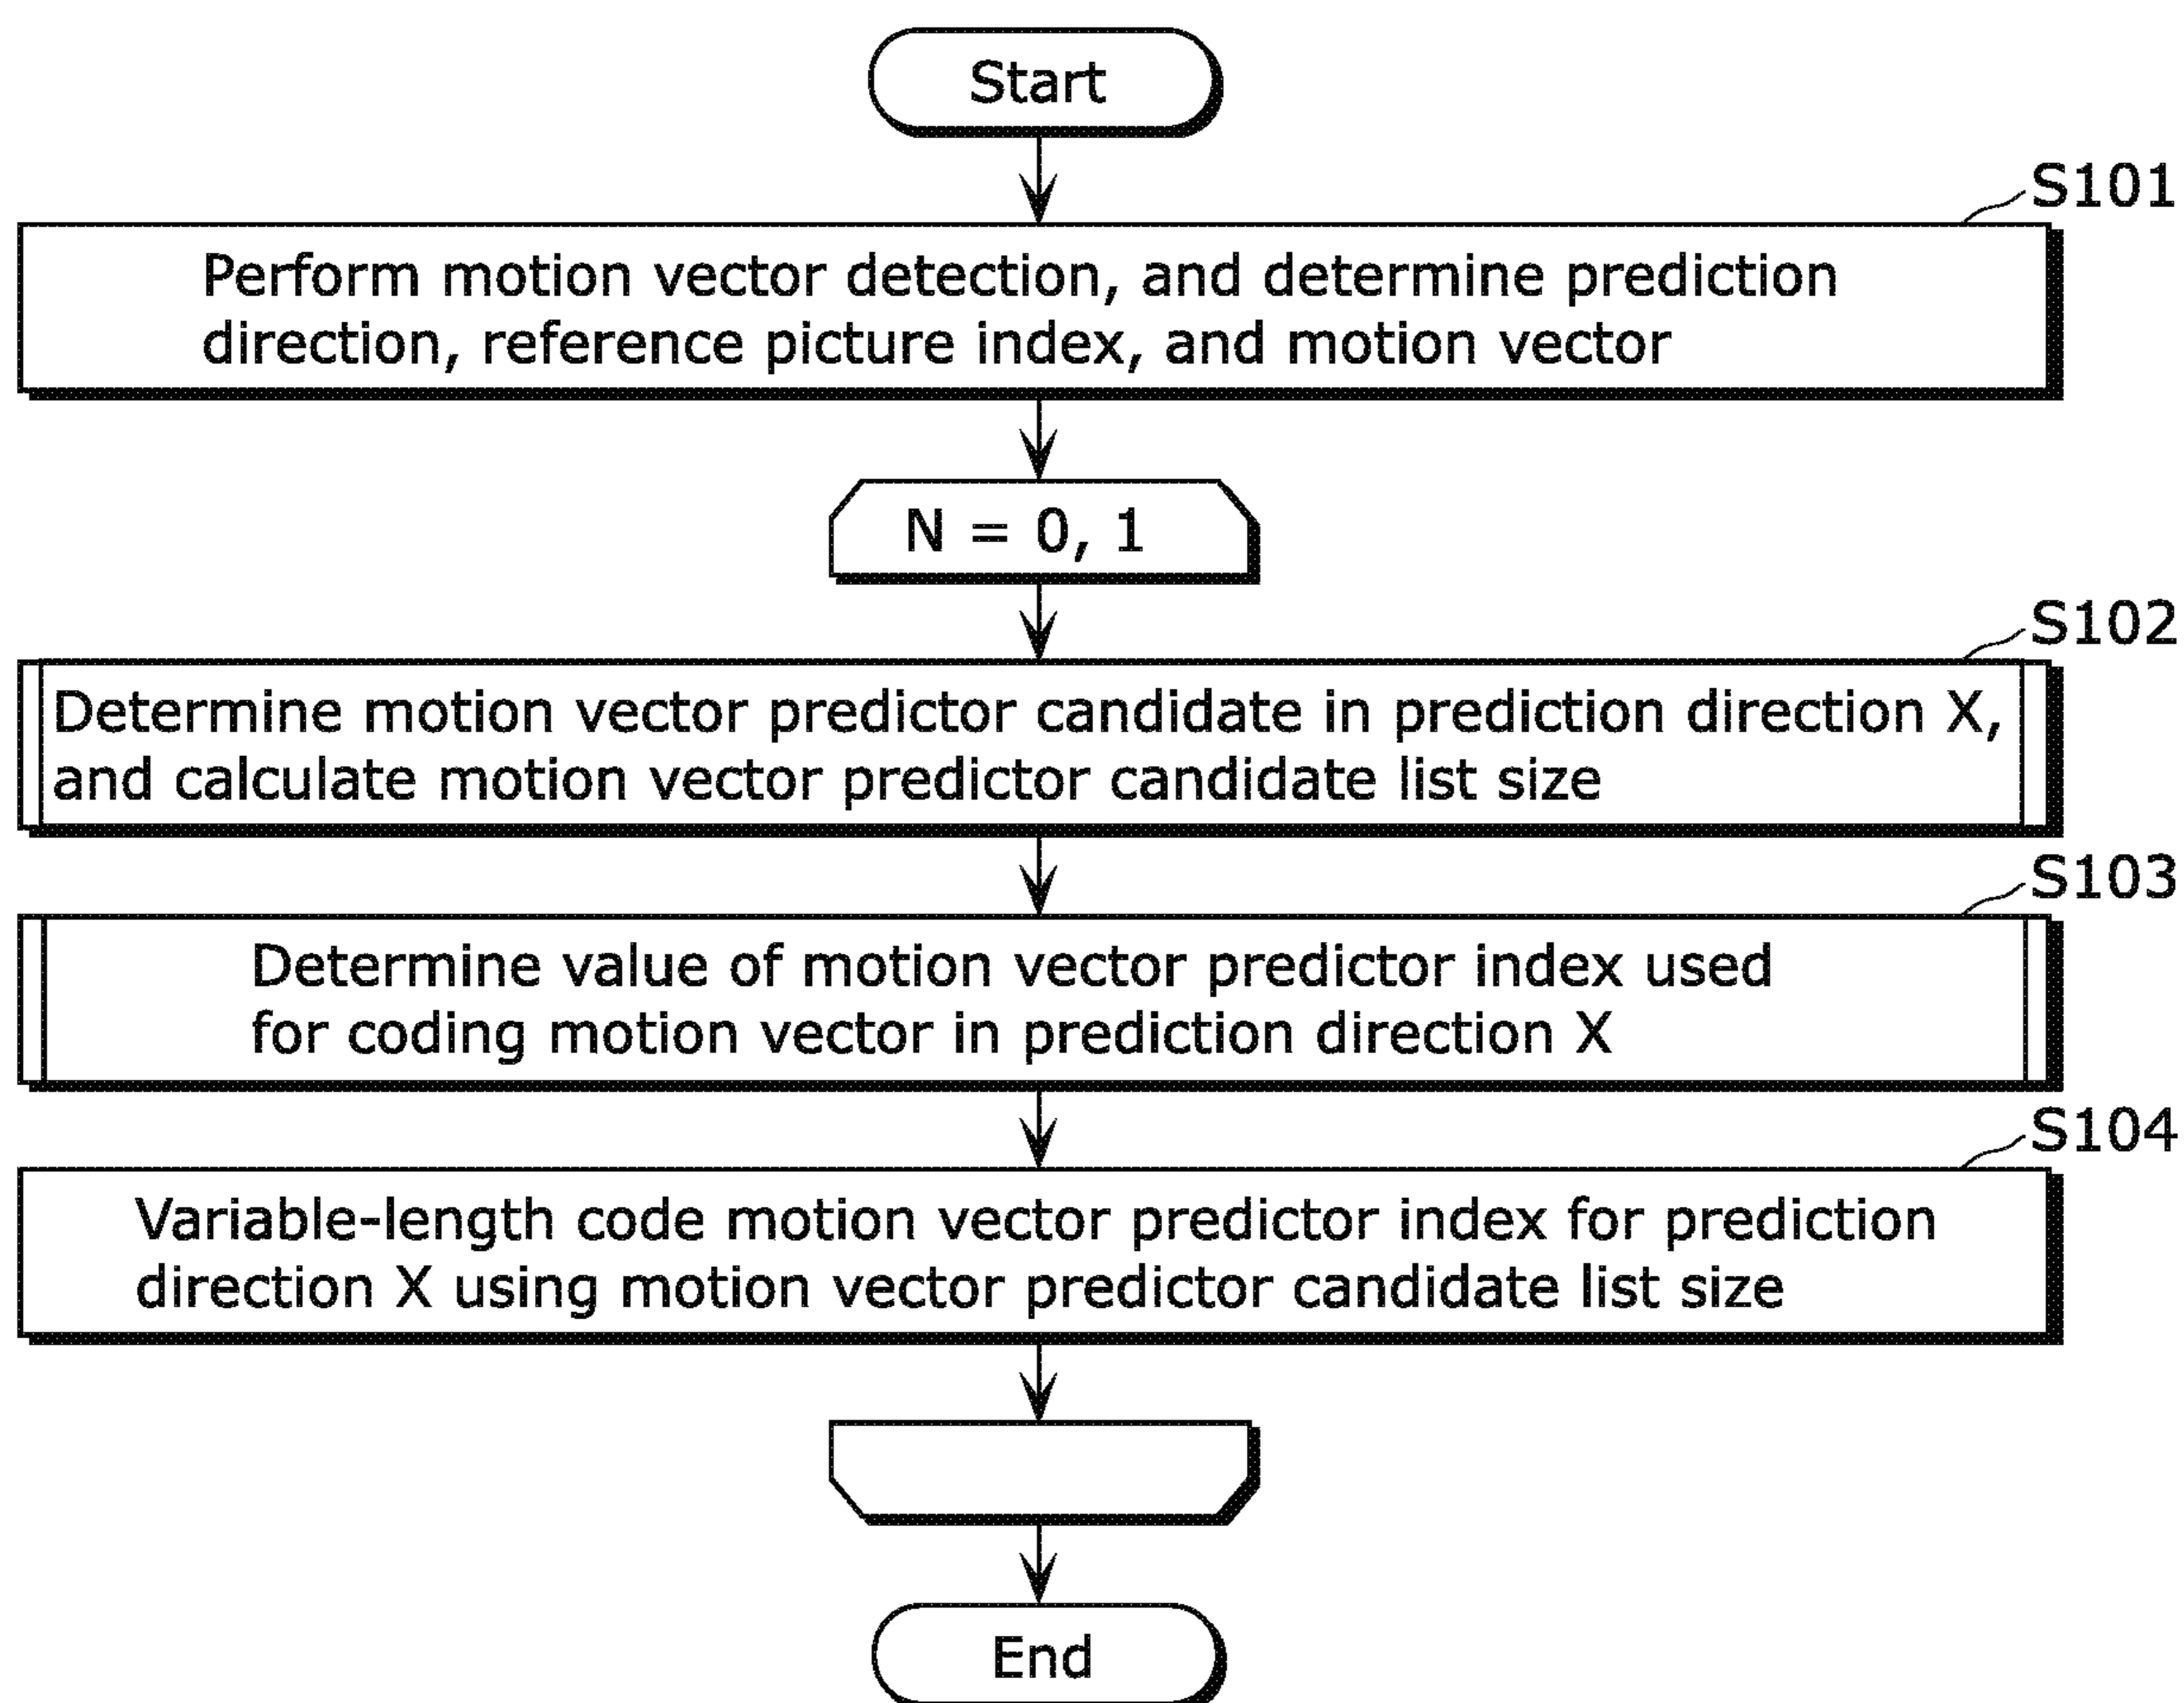 Start
S101
Perform motion vector detection, and determine prediction
direction, reference picture index, and motion vector
N = 0, 1
S102
Determine motion vector predictor candidate in prediction direction X,
and calculate motion vector predictor candidate list size
S103
Determine value of motion vector predictor index used
for coding motion vector in prediction direction X
S104
Variable-length code motion vector predictor index for prediction
direction X using motion vector predictor candidate list size
End